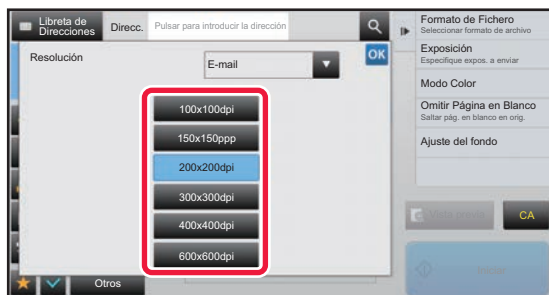 Libreta de
Direcciones
Direcc.
Pulsar para introducir la dirección
Resolución
E-mail
OK
100x100dpi
150x150ppp
200x200dpi
300x300dpi
400x400dpi
600x600dpi
Otros
Formato de Fichero
Seleccionar formato de archivo
Exposición
Especifique expos. a enviar
Modo Color
Omitir Página en Blanco
Saltar pág. en blanco en orig.
Ajuste del fondo
CA